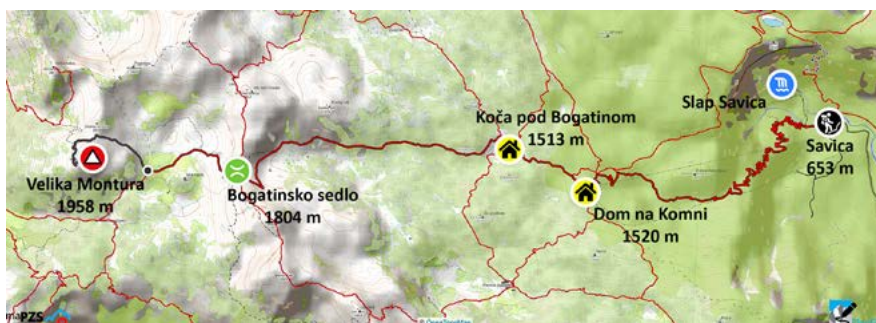 Slap Savica
Koča pod Bogatinom
1513 m
Savica
653 m
Velika Montura
1958 m
Bogatinsko sedlo
1804 m
Dom na Komni
1520 m
PZS
© OpenTopoMap